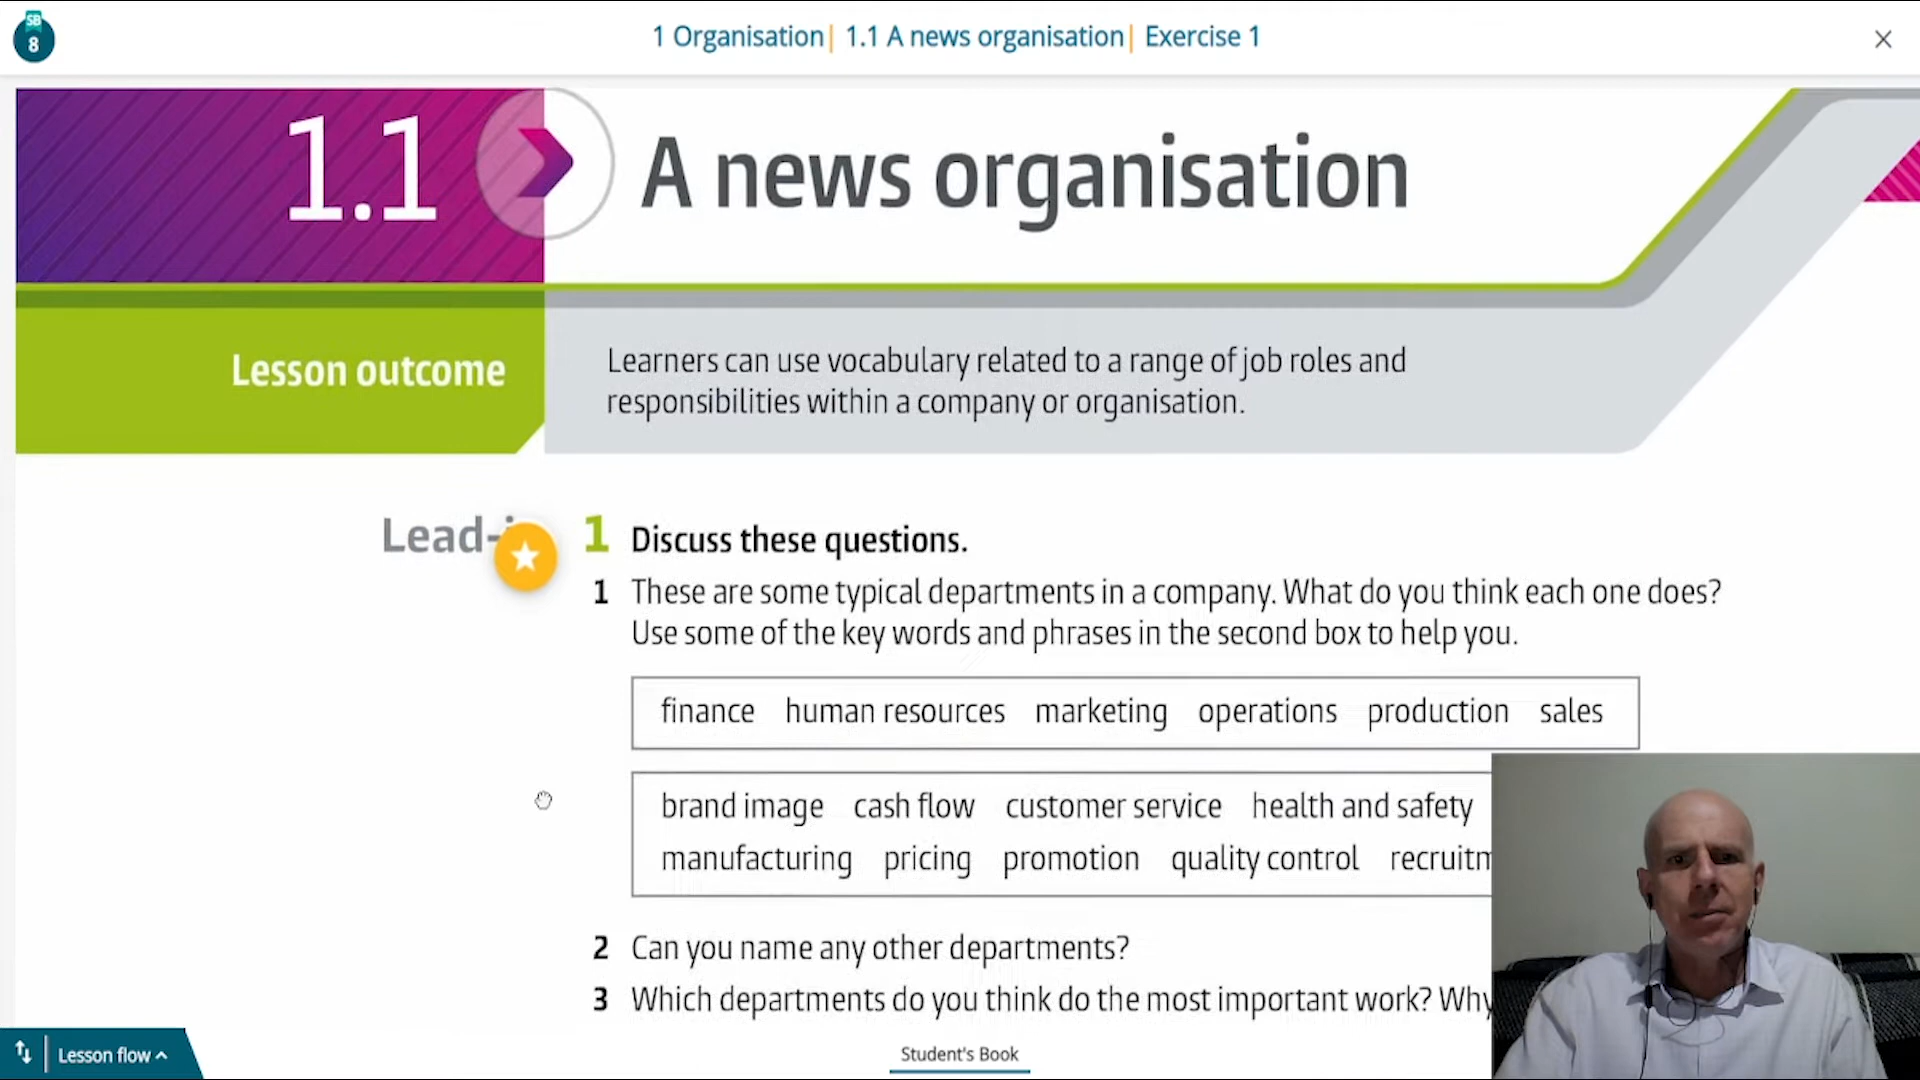 SB
8
1 Organisation | 1.1 A news organisation | Exercise 1
1.1
A news organisation
Lesson outcome
Learners can use vocabulary related to a range of job roles and
responsibilities within a company or organisation.
Lead-
1 Discuss these questions.
1 These are some typical departments in a company. What do you think each one does?
Use some of the key words and phrases in the second box to help you.
finance human resources marketing operations production sales
brand image cash flow customer service health and safety
manufacturing pricing promotion quality control
2 Can you name any other departments?
3 Which departments do you think do the most important work? Why
Lesson flow
Student's Book